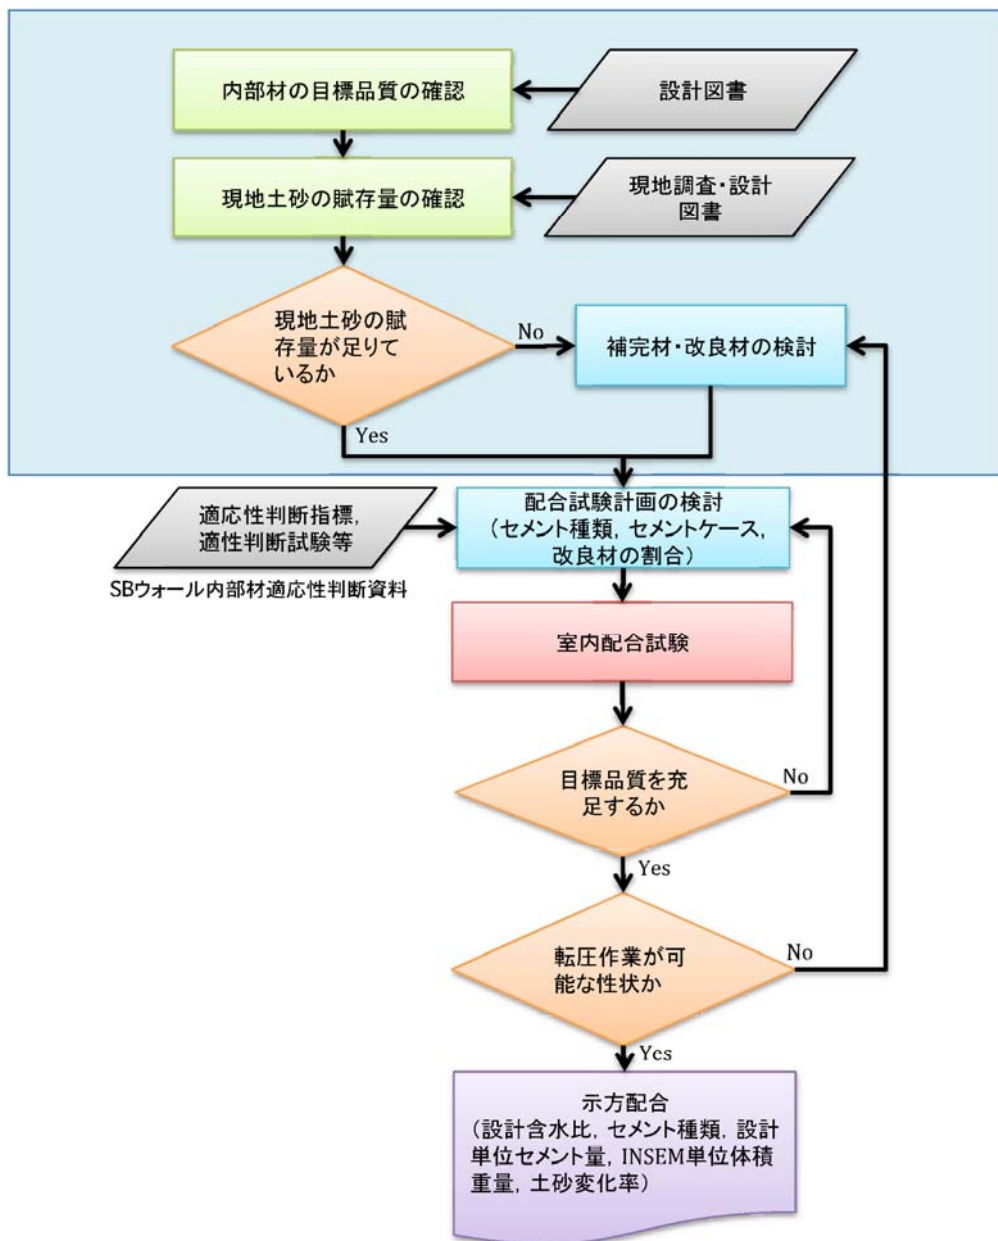 内部材の目標品質の確認
設計図書
現地土砂の賦存量の確認
現地調査・設計
図書
現地土砂の賦
存量が足りて
いるか
No
補完材・改良材の検討
Yes
適応性判断指標,
適性判断試験等
SBウォール内部材適応性判断資料
配合試験計画の検討
(セメント種類, セメントケース,
改良材の割合)
室内配合試験
目標品質を充
足するか
No
Yes
転圧作業が可
能な性状か
No
Yes
示方配合
(設計含水比, セメント種類, 設計
単位セメント量, INSEM単位体積
重量, 土砂変化率)